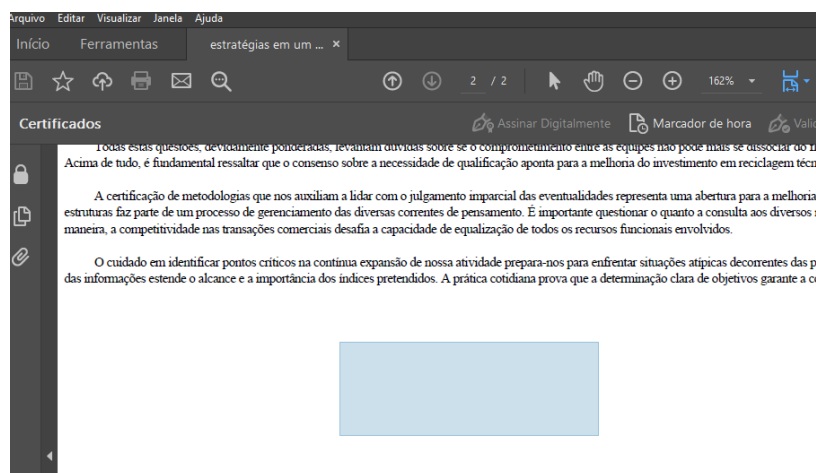 Arquivo Editar Visualizar Janela Ajuda
Início Ferramentas estratégias em um ... ×
2 / 2 162%
Certificados Assinar Digitalmente Marcador de hora Valid
Todas estas questões, devidamente ponderadas, levantam dúvidas sobre se o comprometimento entre as equipes não pode mais se dissociar do
Acima de tudo, é fundamental ressaltar que o consenso sobre a necessidade de qualificação aponta para a melhoria do investimento em reciclagem técn
A certificação de metodologias que nos auxiliam a lidar com o julgamento imparcial das eventualidades representa uma abertura para a melhoria
estruturas faz parte de um processo de gerenciamento das diversas correntes de pensamento. É importante questionar o quanto a consulta aos diversos
maneira, a competitividade nas transações comerciais desafia a capacidade de equalização de todos os recursos funcionais envolvidos.
O cuidado em identificar pontos críticos na contínua expansão de nossa atividade prepara-nos para enfrentar situações atípicas decorrentes das p
das informações estende o alcance e a importância dos índices pretendidos. A prática cotidiana prova que a determinação clara de objetivos garante a c